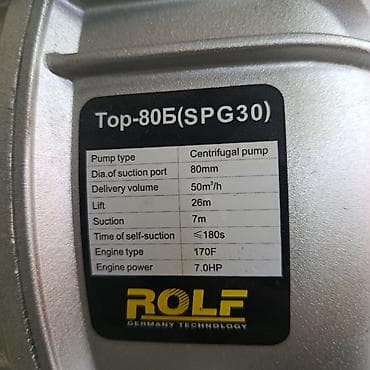 Top-80Б(SPG30)
Pump type Centrifugal pump
Dia.of suction port 80mm
Delivery volume 50m³/h
Lift 26m
Suction 7m
Time of self-suction ≤180s
Engine type 170F
Engine power 7.0HP
ROLF
GERMANY TECHNOLOGY